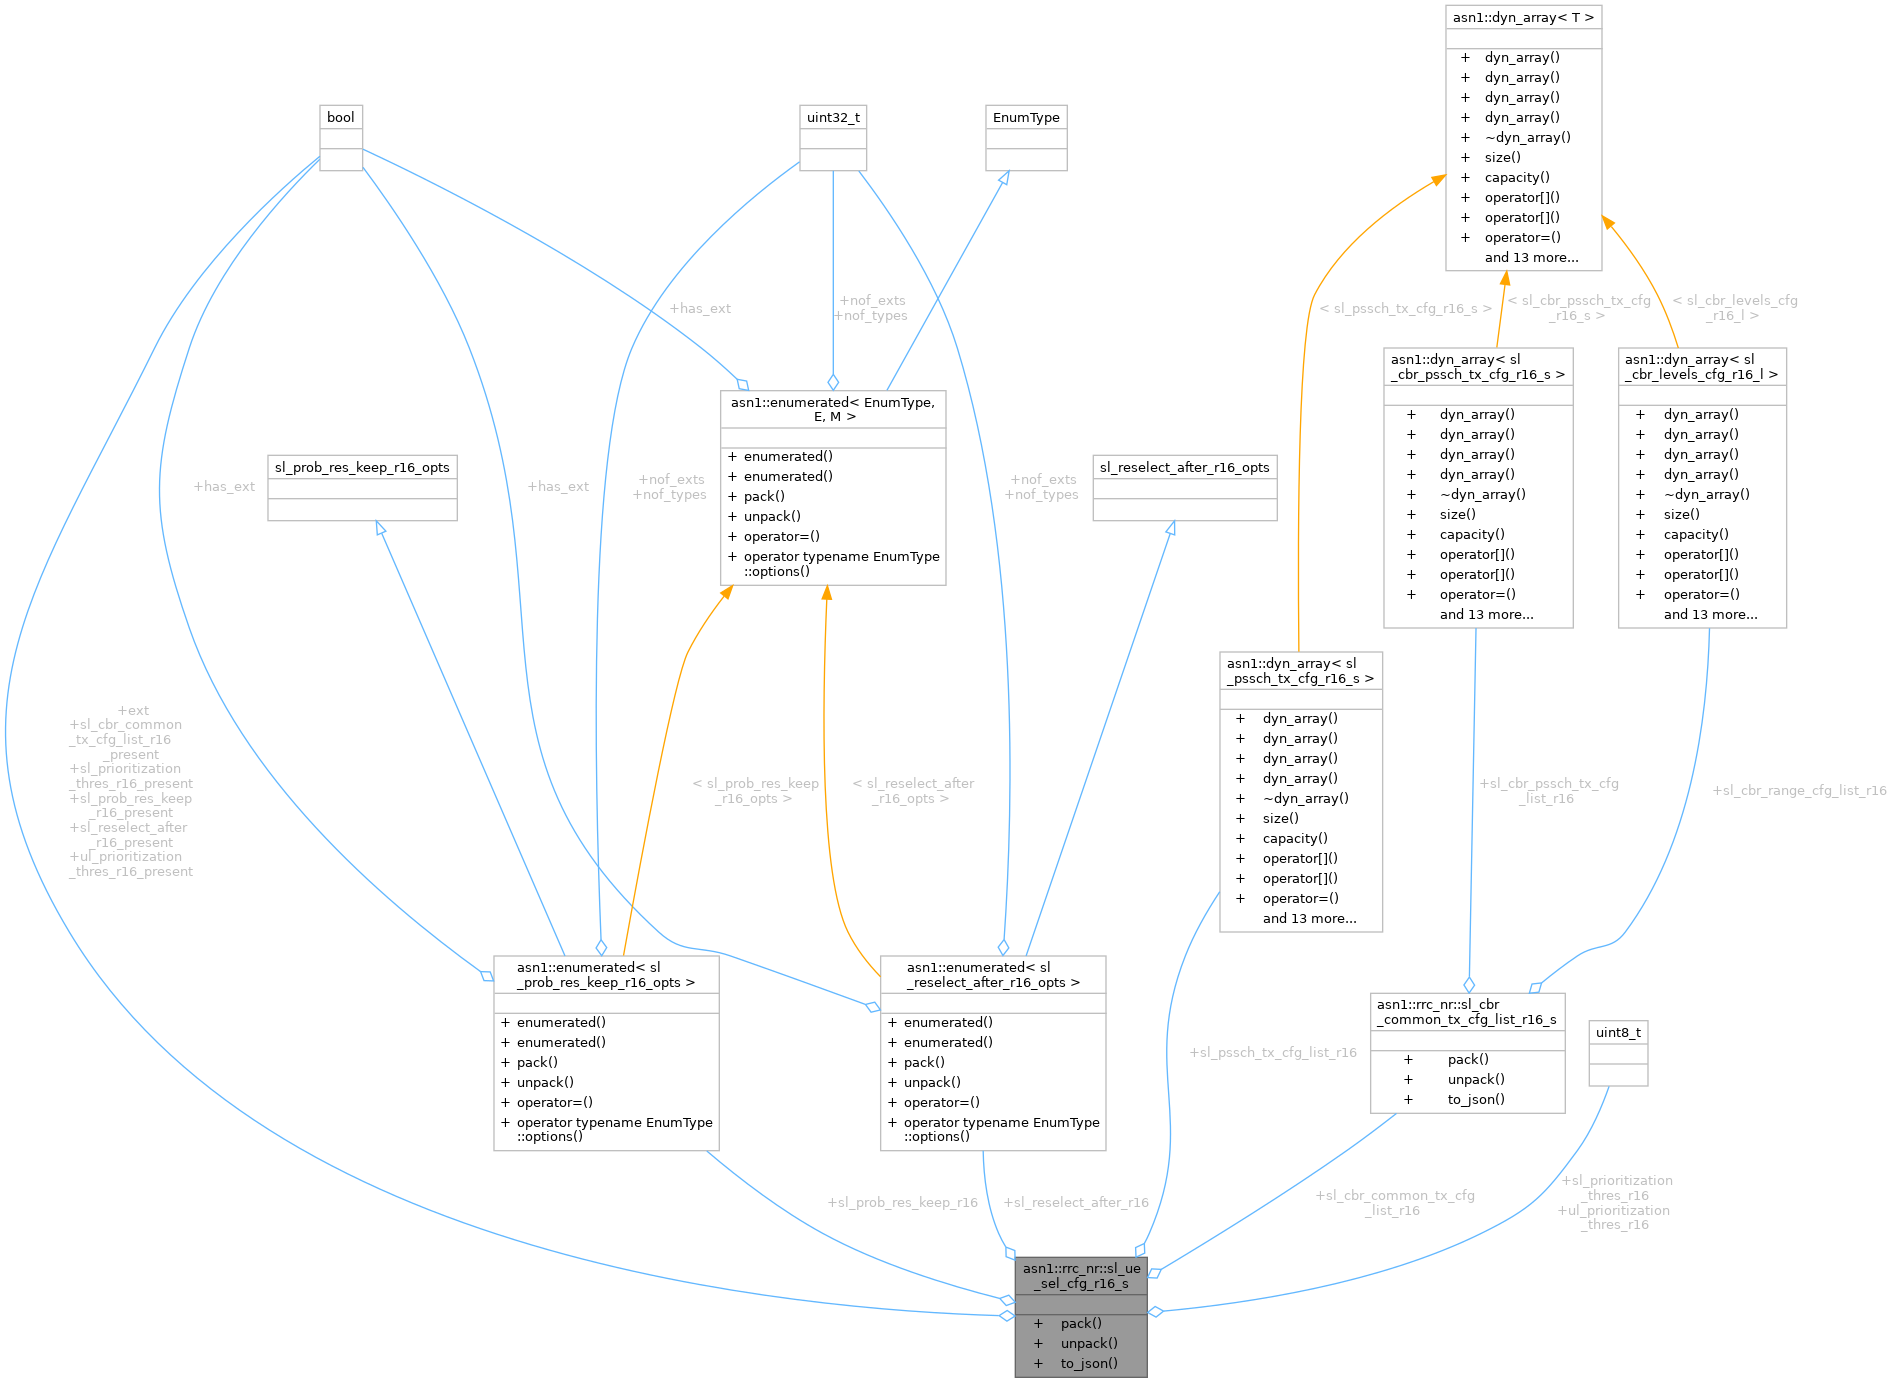 asn1::dyn_array< T >
+ dyn_array()
+ dyn_array()
+ dyn_array()
+ dyn_array()
+ ~dyn_array()
+ size()
+ capacity()
+ operator[]()
+ operator[]()
+ operator=()
and 13 more...
bool
uint32_t
EnumType
+has_ext
+nof_exts
+nof_types
< sl_pssch_tx_cfg_r16_s >
< sl_cbr_pssch_tx_cfg
_r16_s >
< sl_cbr_levels_cfg
_r16_l >
asn1::enumerated< EnumType,
E, M >
+ enumerated()
+ enumerated()
+ pack()
+ unpack()
+ operator=()
+ operator typename EnumType
::options()
asn1::dyn_array< sl
_cbr_pssch_tx_cfg_r16_s >
+ dyn_array()
+ dyn_array()
+ dyn_array()
+ dyn_array()
+ ~dyn_array()
+ size()
+ capacity()
+ operator[]()
+ operator[]()
+ operator=()
and 13 more...
asn1::dyn_array< sl
_cbr_levels_cfg_r16_l >
+ dyn_array()
+ dyn_array()
+ dyn_array()
+ dyn_array()
+ ~dyn_array()
+ size()
+ capacity()
+ operator[]()
+ operator[]()
+ operator=()
and 13 more...
+has_ext
sl_prob_res_keep_r16_opts
+has_ext
+nof_exts
+nof_types
+nof_exts
+nof_types
sl_reselect_after_r16_opts
asn1::dyn_array< sl
_pssch_tx_cfg_r16_s >
+ dyn_array()
+ dyn_array()
+ dyn_array()
+ dyn_array()
+ ~dyn_array()
+ size()
+ capacity()
+ operator[]()
+ operator[]()
+ operator=()
and 13 more...
+ext
+sl_cbr_common
_tx_cfg_list_r16
_present
+sl_prioritization
_thres_r16_present
+sl_prob_res_keep
_r16_present
+sl_reselect_after
_r16_present
+ul_prioritization
_thres_r16_present
< sl_prob_res_keep
_r16_opts >
< sl_reselect_after
_r16_opts >
+sl_cbr_pssch_tx_cfg
_list_r16
+sl_cbr_range_cfg_list_r16
asn1::enumerated< sl
_prob_res_keep_r16_opts >
+ enumerated()
+ enumerated()
+ pack()
+ unpack()
+ operator=()
+ operator typename EnumType
::options()
asn1::enumerated< sl
_reselect_after_r16_opts >
+ enumerated()
+ enumerated()
+ pack()
+ unpack()
+ operator=()
+ operator typename EnumType
::options()
+sl_pssch_tx_cfg_list_r16
asn1::rrc_nr::sl_cbr
_common_tx_cfg_list_r16_s
+ pack()
+ unpack()
+ to_json()
uint8_t
+sl_prob_res_keep_r16
+sl_reselect_after_r16
+sl_cbr_common_tx_cfg
_list_r16
+sl_prioritization
_thres_r16
+ul_prioritization
_thres_r16
asn1::rrc_nr::sl_ue
_sel_cfg_r16_s
+ pack()
+ unpack()
+ to_json()